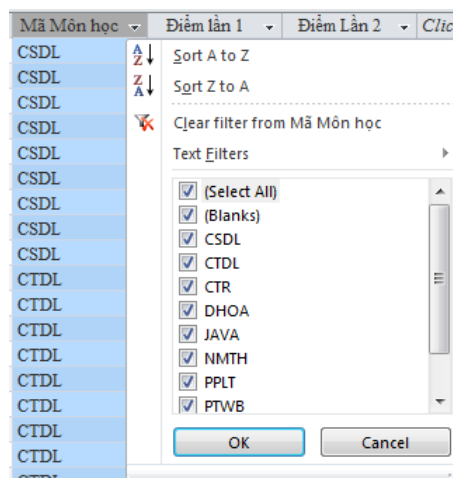 Mã Môn học Điểm lần 1 Điểm Lần 2 Clic
CSDL
CSDL
CSDL
CSDL
CSDL
CSDL
CSDL
CSDL
CSDL
CTDL
CTDL
CTDL
CTDL
CTDL
CTDL
CTDL
CTDL
CTDL
Sort A to Z
Sort Z to A
Clear filter from Mã Môn học
Text Filters
(Select All)
(Blanks)
CSDL
CTDL
CTR
DHOA
JAVA
NMTH
PPLT
PTWB
OK Cancel